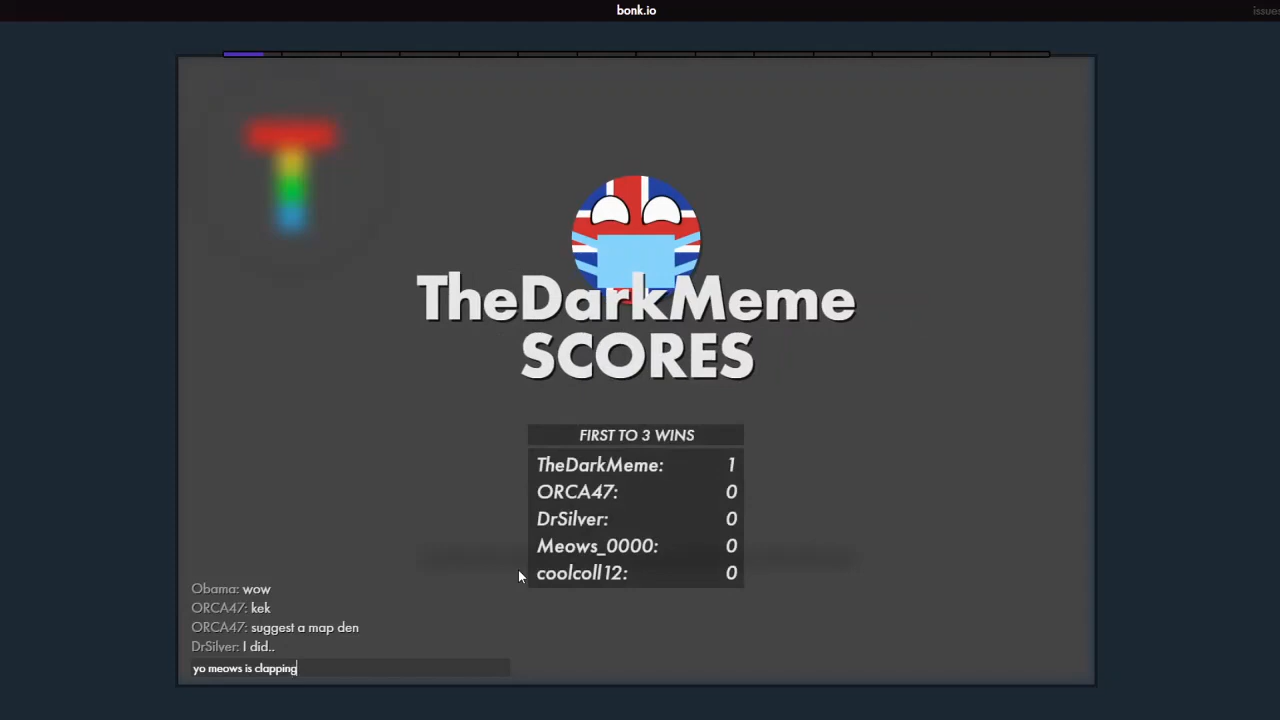 bonk.io
issues
T
TheDarkMeme
SCORES
FIRST TO 3 WINS
TheDarkMeme: 1
ORCA47: 0
DrSilver: 0
Meows_0000: 0
coolcoll12: 0
Obama: wow
ORCA47: kek
ORCA47: suggest a map den
DrSilver: I did..
yo meows is clapping